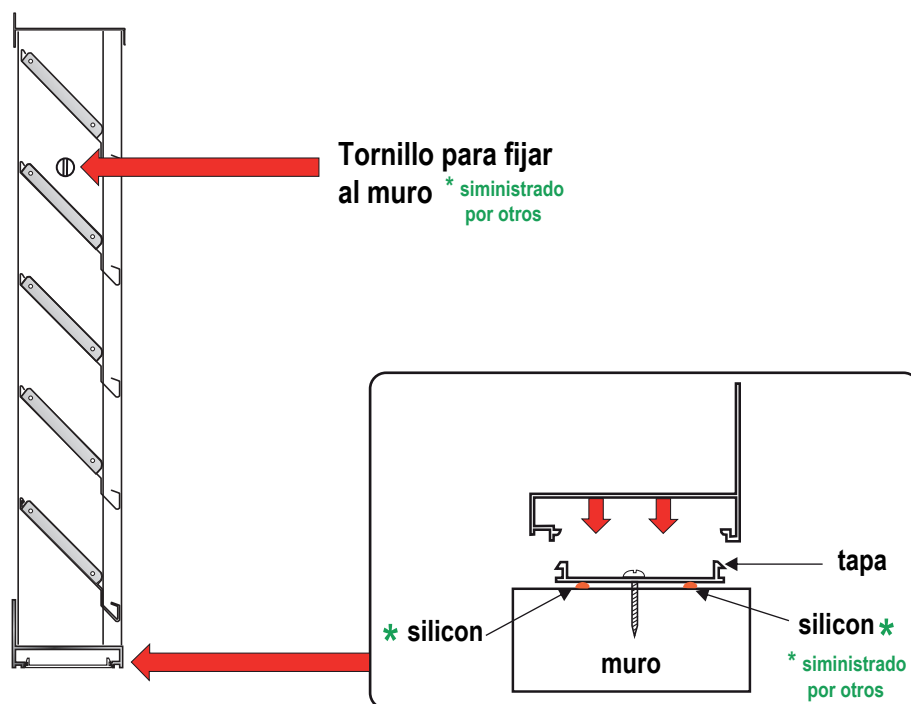 Tornillo para fijar
al muro * siministrado
por otros
tapa
* silicon
silicon *
muro
* siministrado
por otros